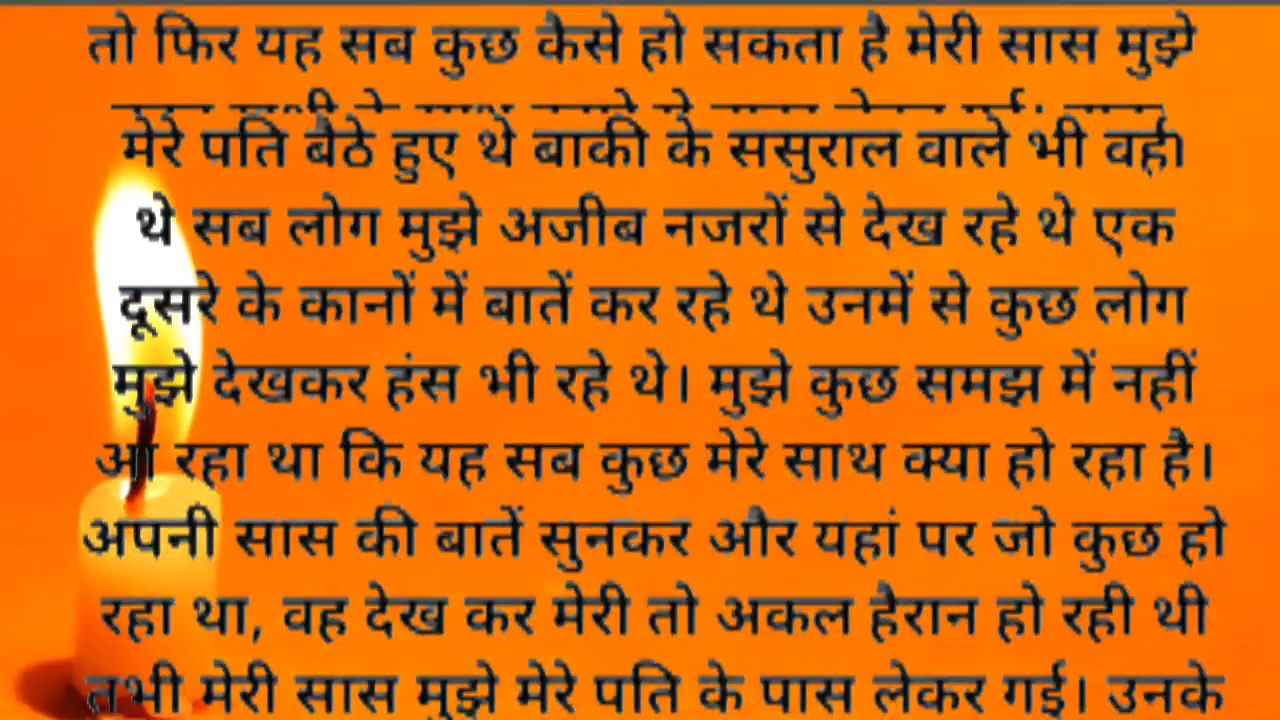 तो फिर यह सब कुछ कैसे हो सकता है मेरी सास मुझे
मेरे पति बैठे हुए थे बाकी के ससुराल वाले भी वही
थे सब लोग मुझे अजीब नजरों से देख रहे थे एक
दूसरे के कानों में बातें कर रहे थे उनमें से कुछ लोग
मुझे देखकर हंस भी रहे थे। मुझे कुछ समझ में नहीं
आ रहा था कि यह सब कुछ मेरे साथ क्या हो रहा है।
अपनी सास की बातें सुनकर और यहां पर जो कुछ हो
रहा था, वह देख कर मेरी तो अकल हैरान हो रही थी
तभी मेरी सास मुझे मेरे पति के पास लेकर गई। उनके